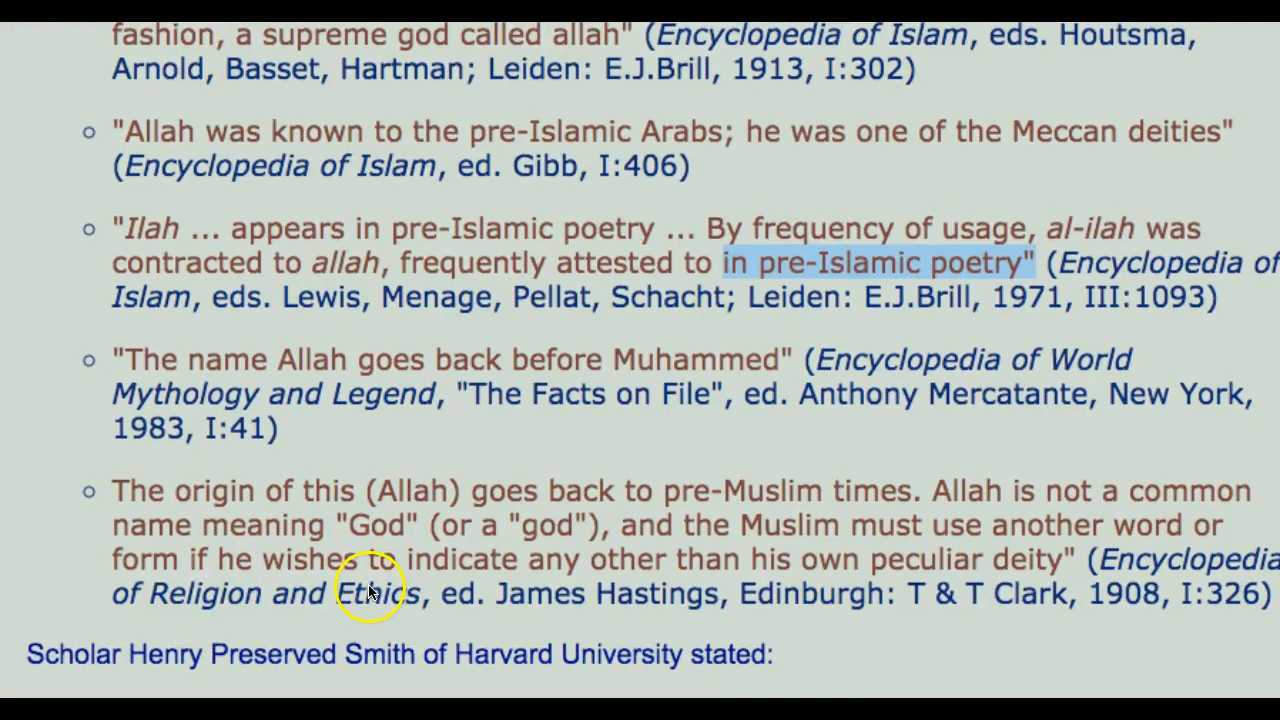 fashion, a supreme god called allah" (Encyclopedia of Islam, eds. Houtsma,
Arnold, Basset, Hartman; Leiden: E.J.Brill, 1913, I:302)
"Allah was known to the pre-Islamic Arabs; he was one of the Meccan deities"
(Encyclopedia of Islam, ed. Gibb, I:406)
"Ilah ... appears in pre-Islamic poetry ... By frequency of usage, al-ilah was
contracted to allah, frequently attested to in pre-Islamic poetry" (Encyclopedia of
Islam, eds. Lewis, Menage, Pellat, Schacht; Leiden: E.J.Brill, 1971, III:1093)
"The name Allah goes back before Muhammed" (Encyclopedia of World
Mythology and Legend, "The Facts on File", ed. Anthony Mercatante, New York,
1983, I:41)
The origin of this (Allah) goes back to pre-Muslim times. Allah is not a common
name meaning "God" (or a "god"), and the Muslim must use another word or
form if he wishes to indicate any other than his own peculiar deity" (Encyclopedia
of Religion and Ethics, ed. James Hastings, Edinburgh: T & T Clark, 1908, I:326)
Scholar Henry Preserved Smith of Harvard University stated: